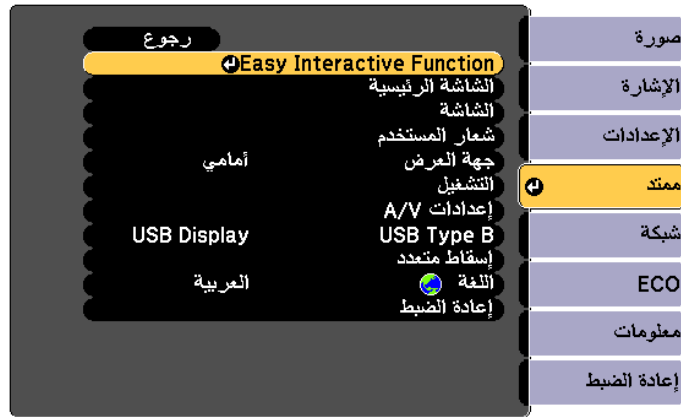 صورة
الإشارة
الإعدادات
ممتد
شبكة
ECO
معلومات
إعادة الضبط
رجوع
Easy Interactive Function
الشاشة الرئيسية
الشاشة
شعار المستخدم
جهة العرض أمامي
التشغيل
إعدادات A/V
USB Type B USB Display
إسقاط متعدد
اللغة العربية
إعادة الضبط